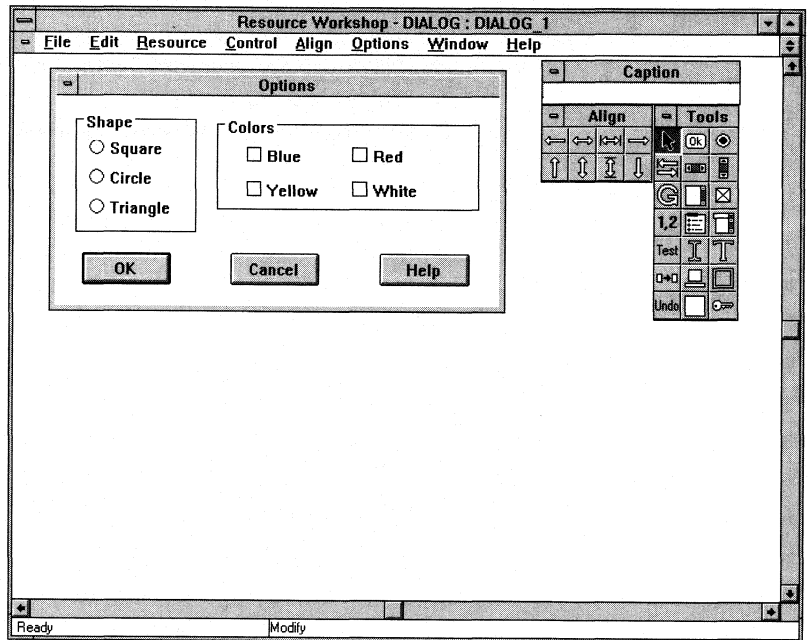 Resource Workshop - DIALOG : DIALOG_1
File Edit Resource Control Align Options Window Help
Options
Shape
Square
Circle
Triangle
Colors
Blue Red
Yellow White
OK Cancel Help
Caption
Align
Tools
Ok
G
1,2
Test I T
Undo
Ready Modify